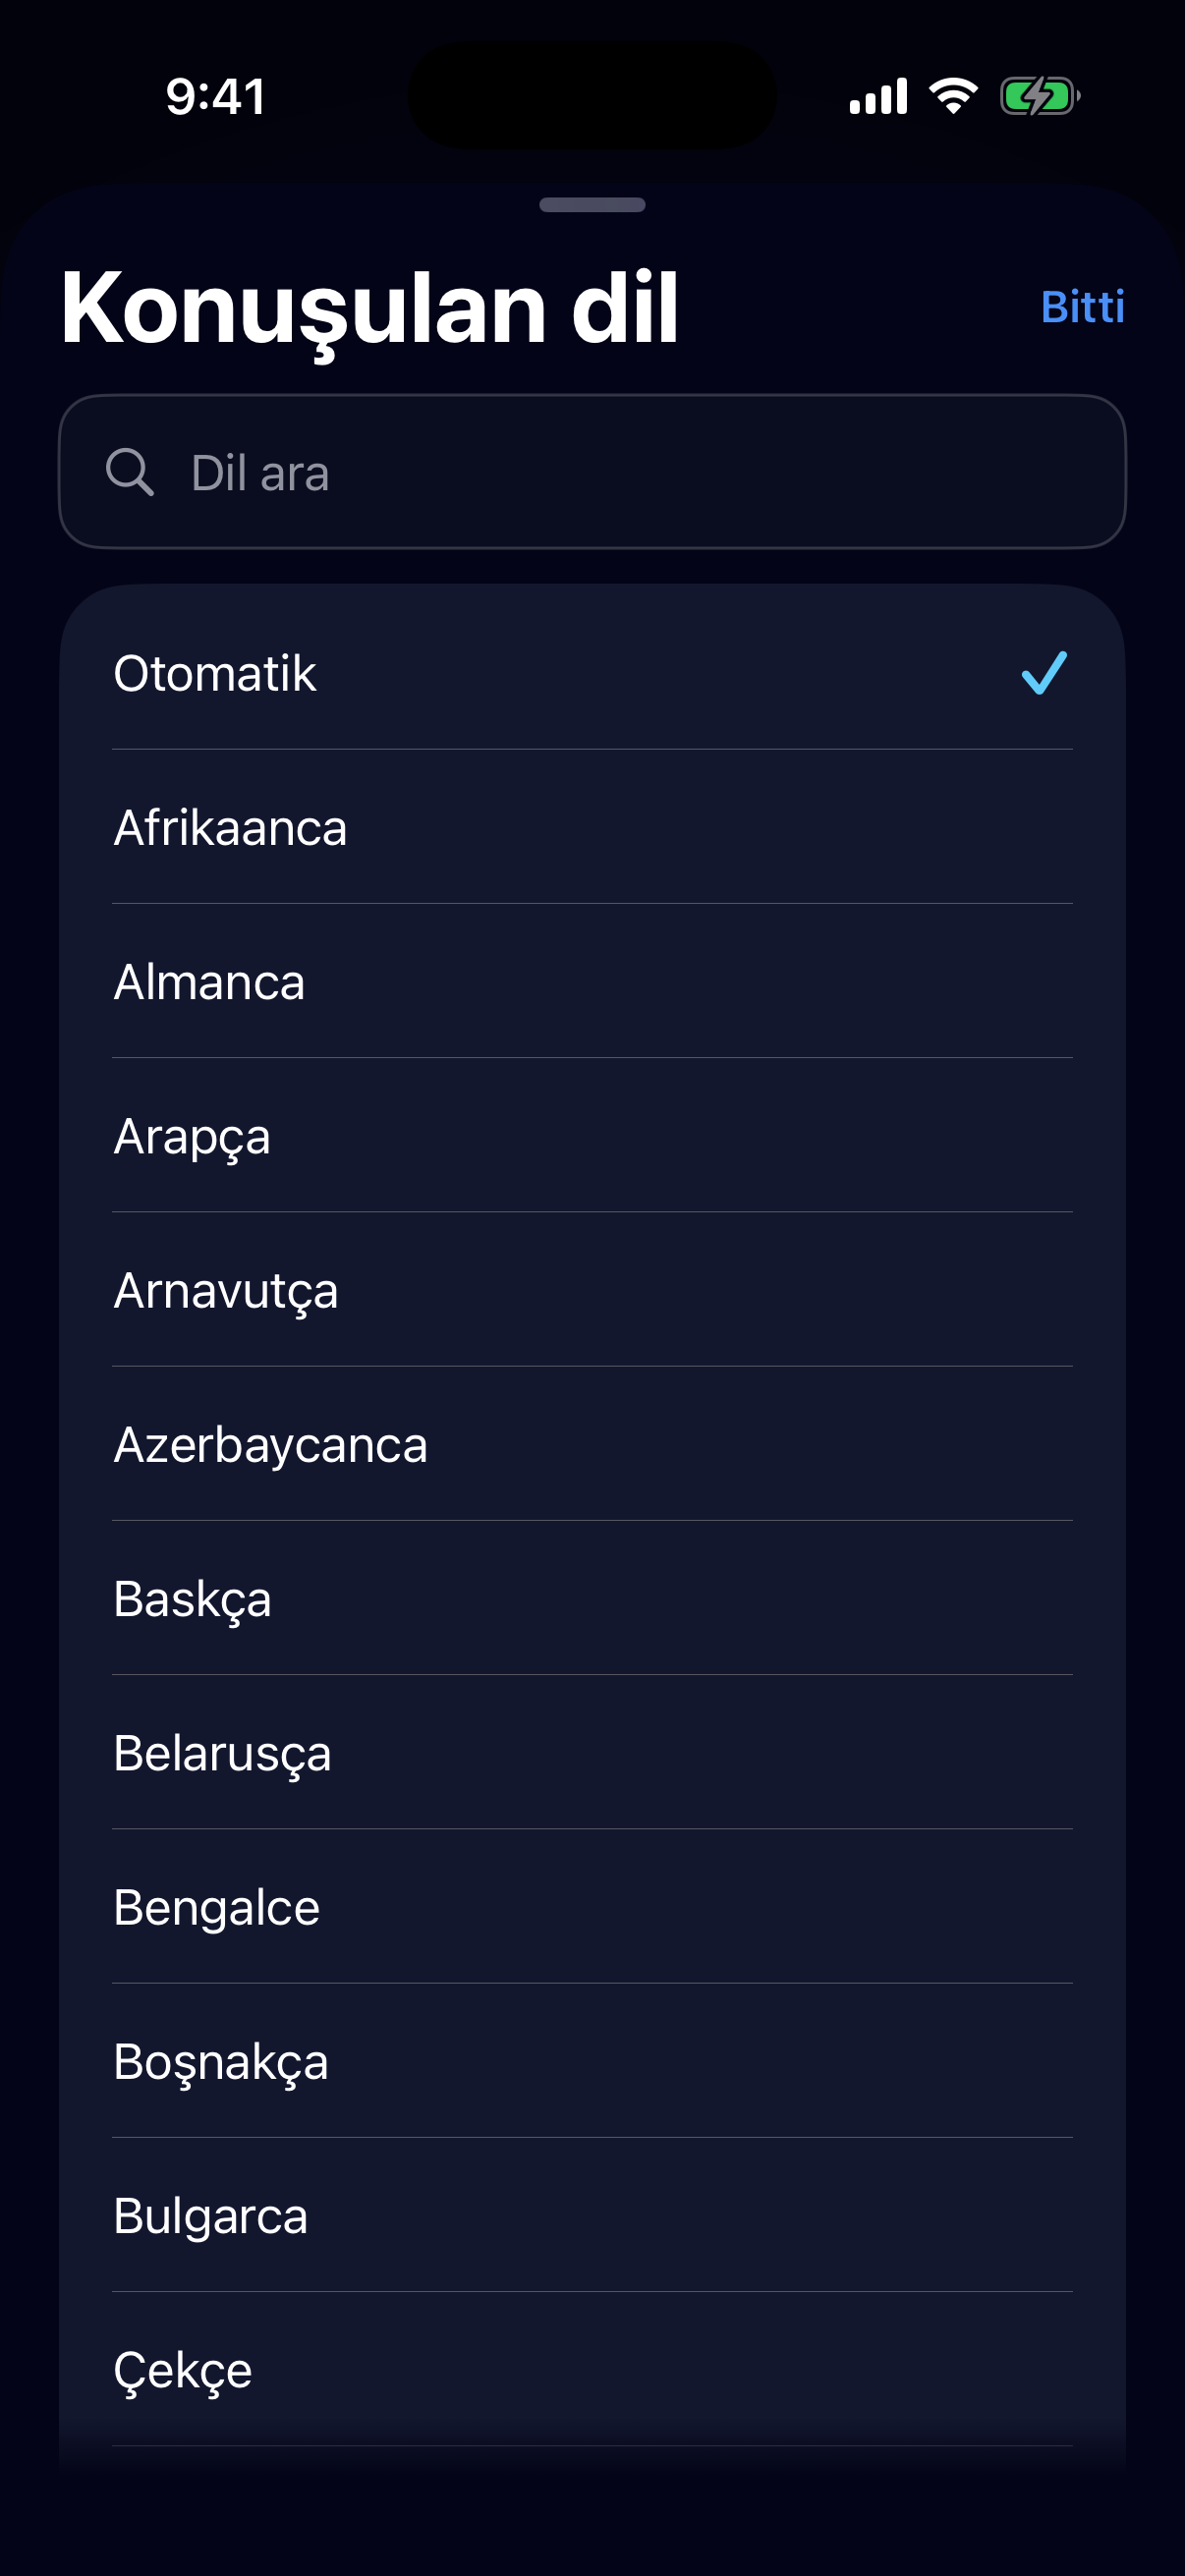 9:41
Konuşulan dil
Bitti
Dil ara
Otomatik
Afrikaanca
Almanca
Arapça
Arnavutça
Azerbaycanca
Baskça
Belarusça
Bengalce
Boşnakça
Bulgarca
Çekçe